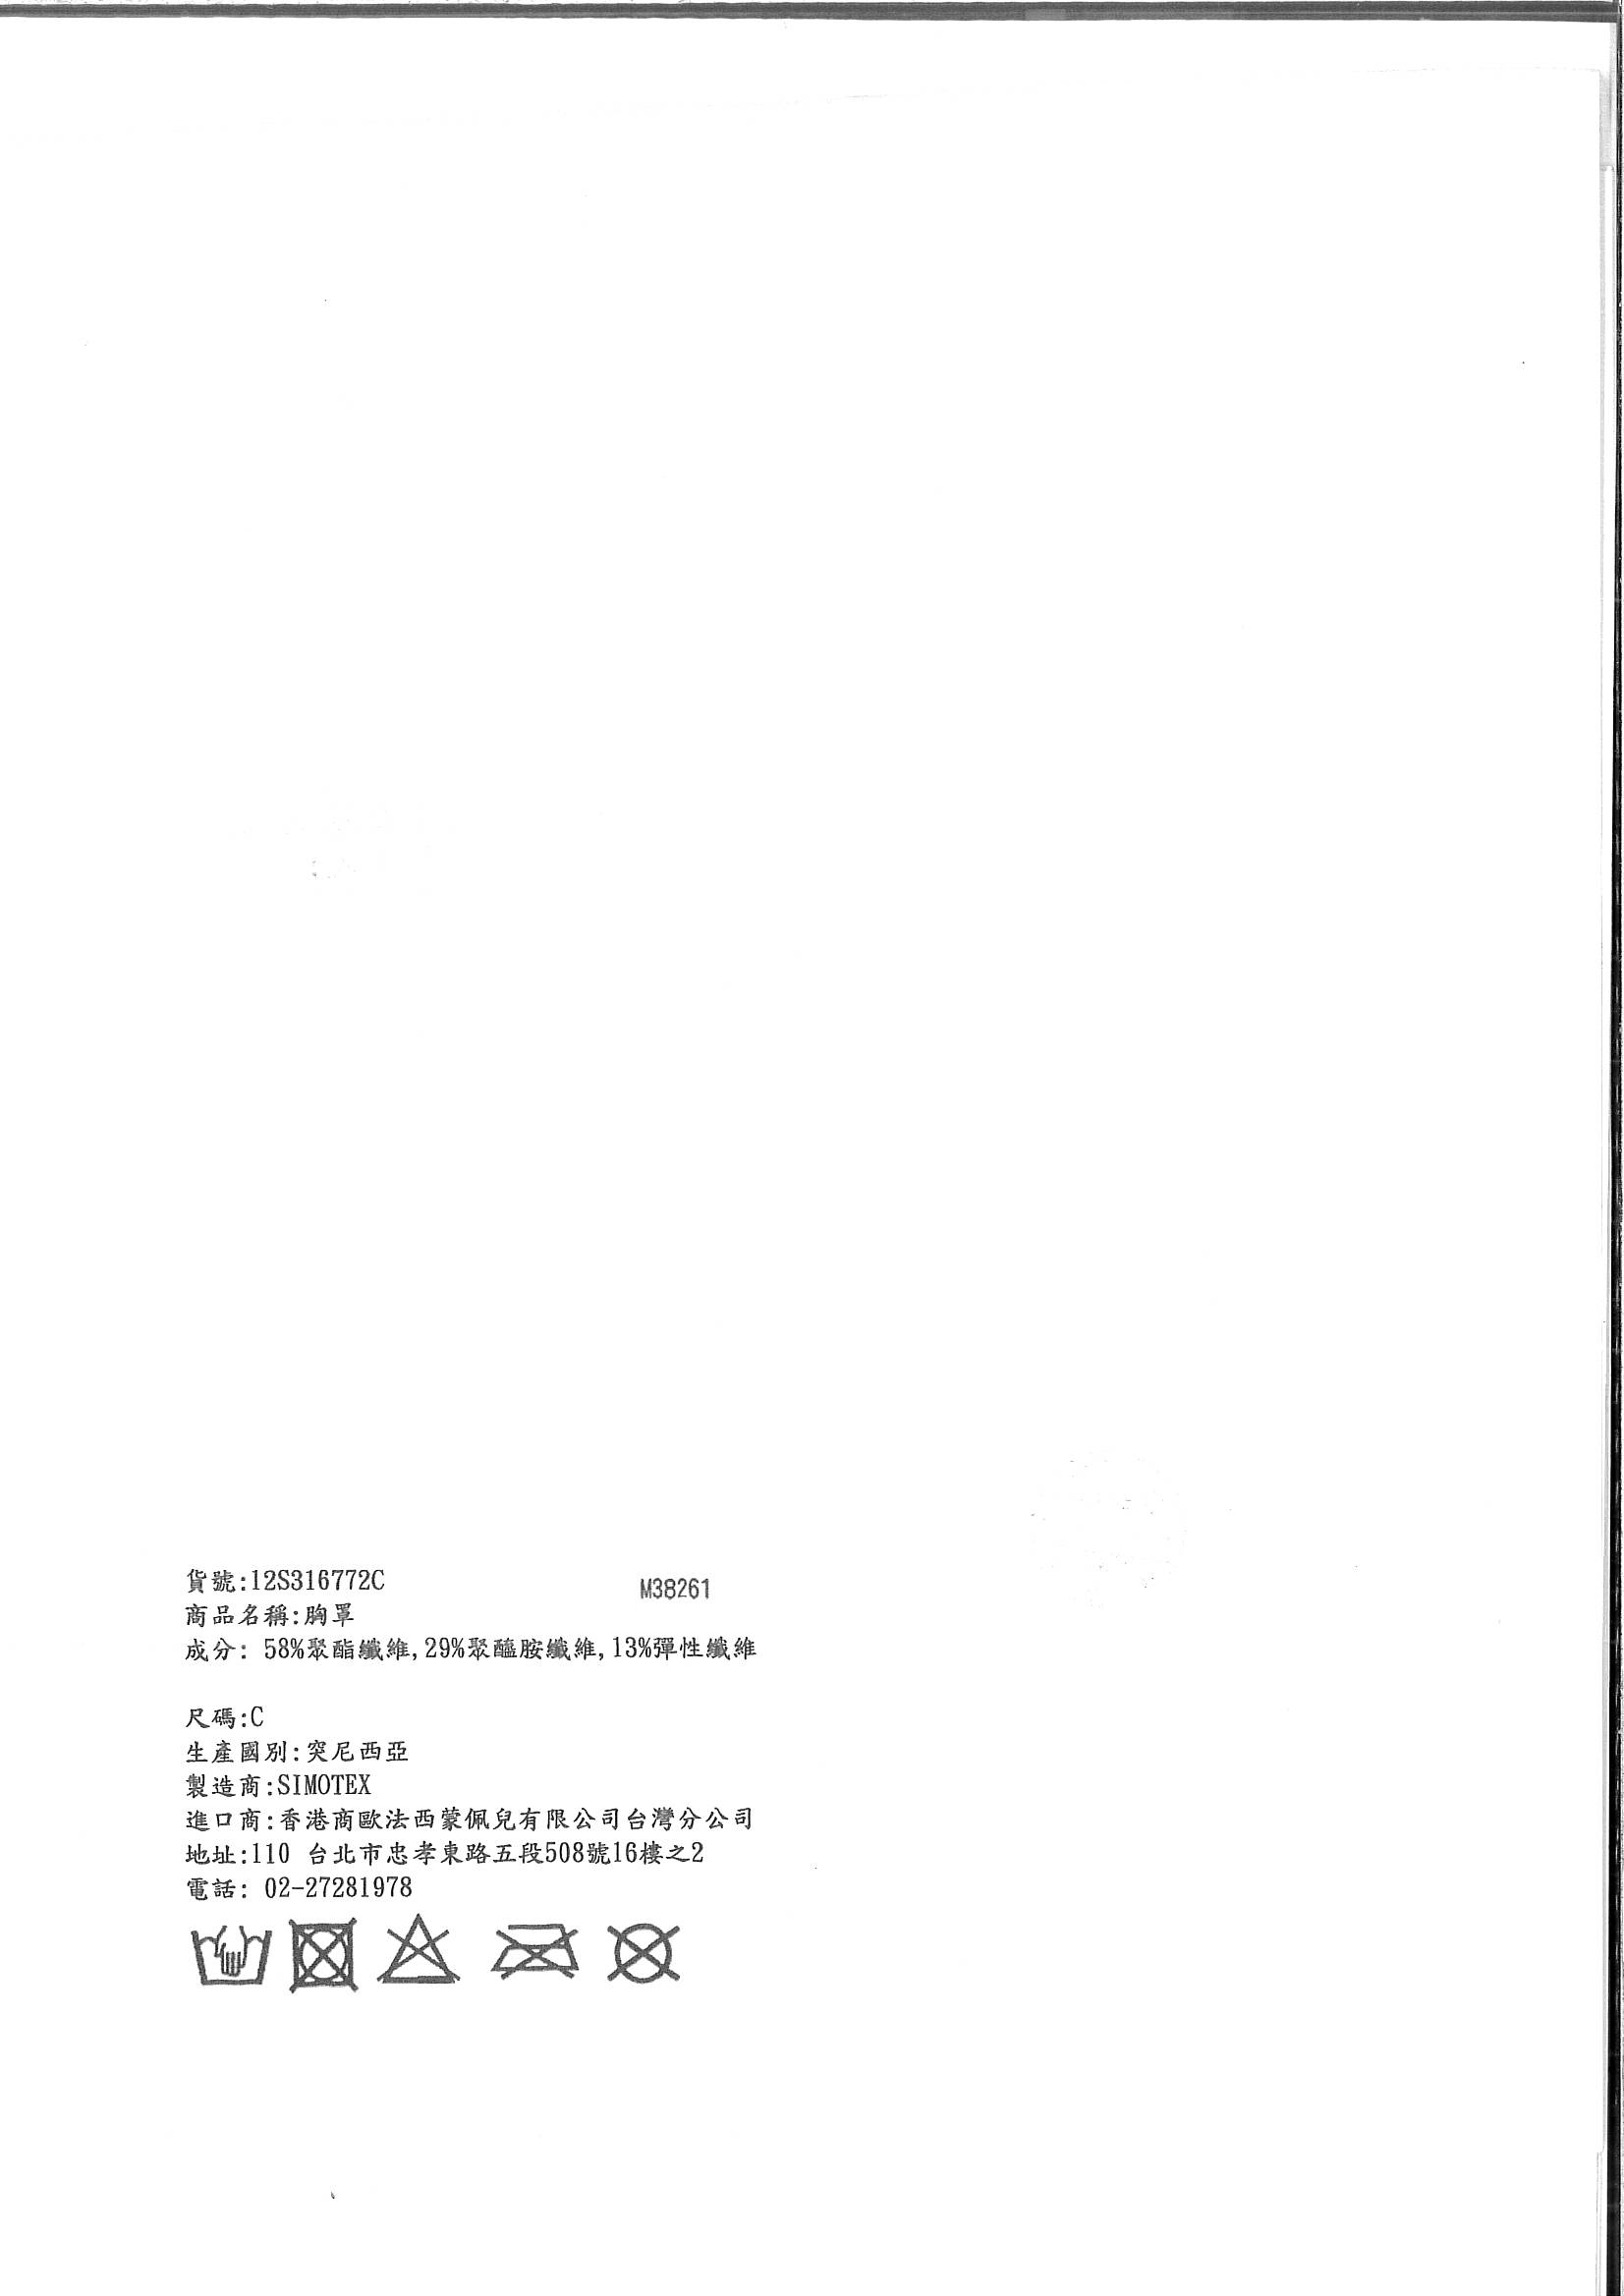 貨號:12S316772C
M38261
商品名稱:胸罩
成分: 58%聚酯纖維,29%聚醯胺纖維,13%彈性纖維
尺碼:C
生產國別:突尼西亞
製造商:SIMOTEX
進口商:香港商歐法西蒙佩兒有限公司台灣分公司
地址:110 台北市忠孝東路五段508號16樓之2
電話: 02-27281978